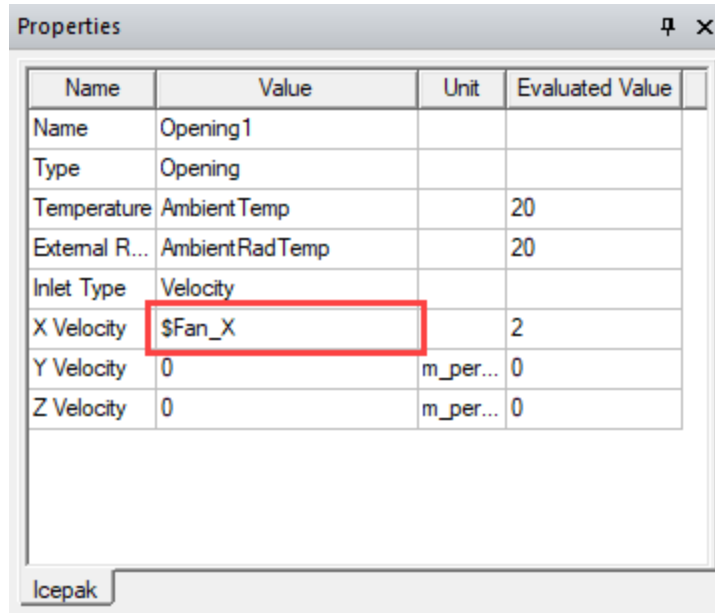 Properties
Name Value Unit Evaluated Value
Name Opening1
Type Opening
Temperature AmbientTemp 20
External R... AmbientRadTemp 20
Inlet Type Velocity
X Velocity $Fan_X 2
Y Velocity 0 m_per... 0
Z Velocity 0 m_per... 0
Icepak